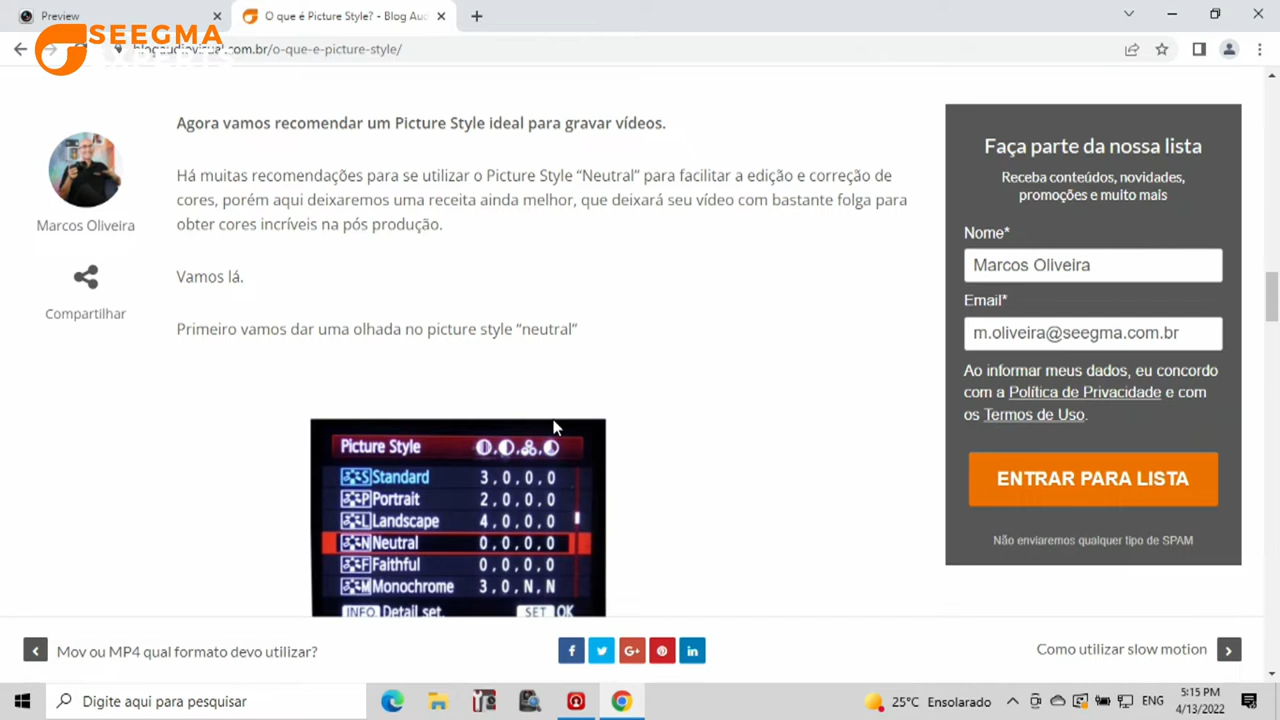 Preview
O que é Picture Style? - Blog Aud
SEEGMA
blogaudiovisual.com.br/o-que-e-picture-style/
Marcos Oliveira
Compartilhar
Agora vamos recomendar um Picture Style ideal para gravar vídeos.
Há muitas recomendações para se utilizar o Picture Style “Neutral” para facilitar a edição e correção de
cores, porém aqui deixaremos uma receita ainda melhor, que deixará seu vídeo com bastante folga para
obter cores incríveis na pós produção.
Vamos lá.
Primeiro vamos dar uma olhada no picture style “neutral”
Picture Style
S Standard 3,0,0,0
P Portrait 2,0,0,0
L Landscape 4,0,0,0
N Neutral 0,0,0,0
F Faithful 0,0,0,0
M Monochrome 3,0,N,N
INFO. Detail set. SET OK
Faça parte da nossa lista
Receba conteúdos, novidades,
promoções e muito mais
Nome*
Marcos Oliveira
Email*
m.oliveira@seegma.com.br
Ao informar meus dados, eu concordo
com a Política de Privacidade e com
os Termos de Uso.
ENTRAR PARA LISTA
Não enviaremos qualquer tipo de SPAM
Mov ou MP4 qual formato devo utilizar?
Como utilizar slow motion
Digite aqui para pesquisar
25°C Ensolarado
ENG
5:15 PM
4/13/2022